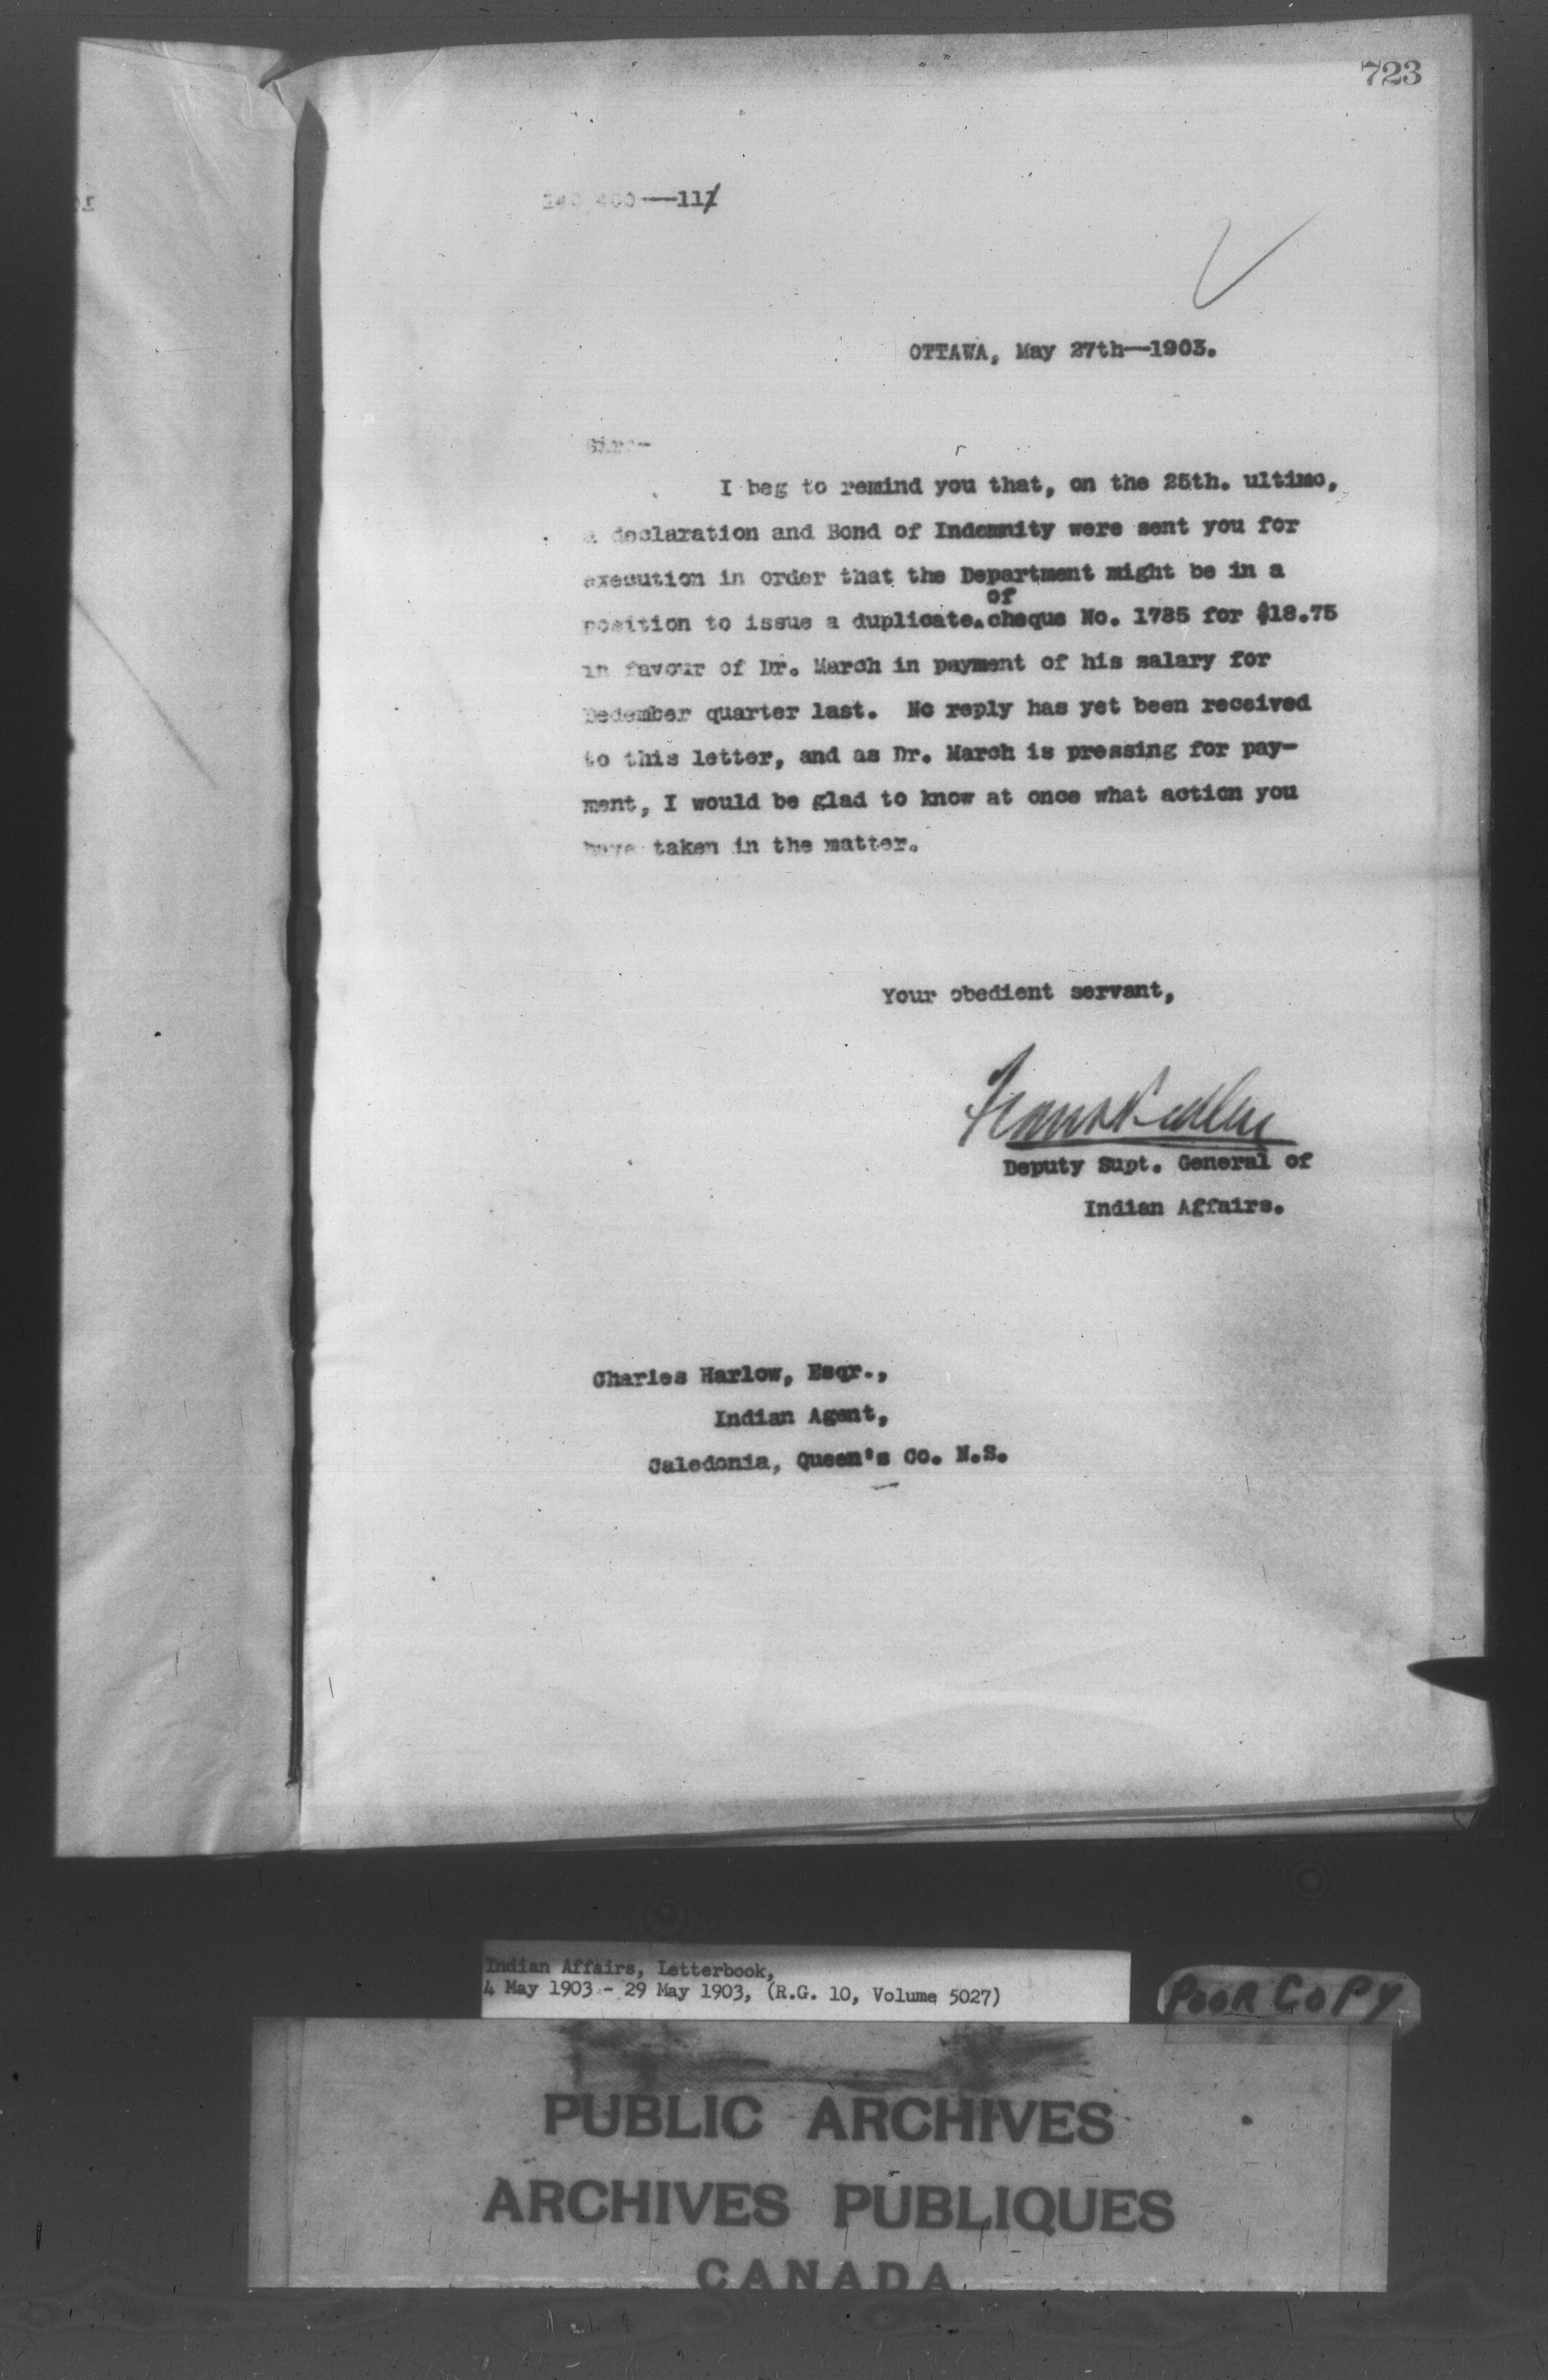 723
OTTAWA, May 27th—1903.
Sir:-
I beg to remind you that, on the 25th. ultimo,
a declaration and Bond of Indemnity were sent you for
execution in order that the Department might be in a
of
position to issue a duplicate cheque No. 1785 for $18.75
in favour of Dr. March in payment of his salary for
Dedember quarter last. No reply has yet been received
to this letter, and as Dr. March is pressing for pay-
ment, I would be glad to know at once what action you
have taken in the matter.
Your obedient servant,
Frank Pedley
Deputy Supt. General of
Indian Affairs.
Charles Harlow, Esqr.,
Indian Agent,
Caledonia, Queen's Co. N.S.
Indian Affairs, Letterbook,
4 May 1903 - 29 May 1903, (R.G. 10, Volume 5027)
POOR COPY
PUBLIC ARCHIVES
ARCHIVES PUBLIQUES
CANADA